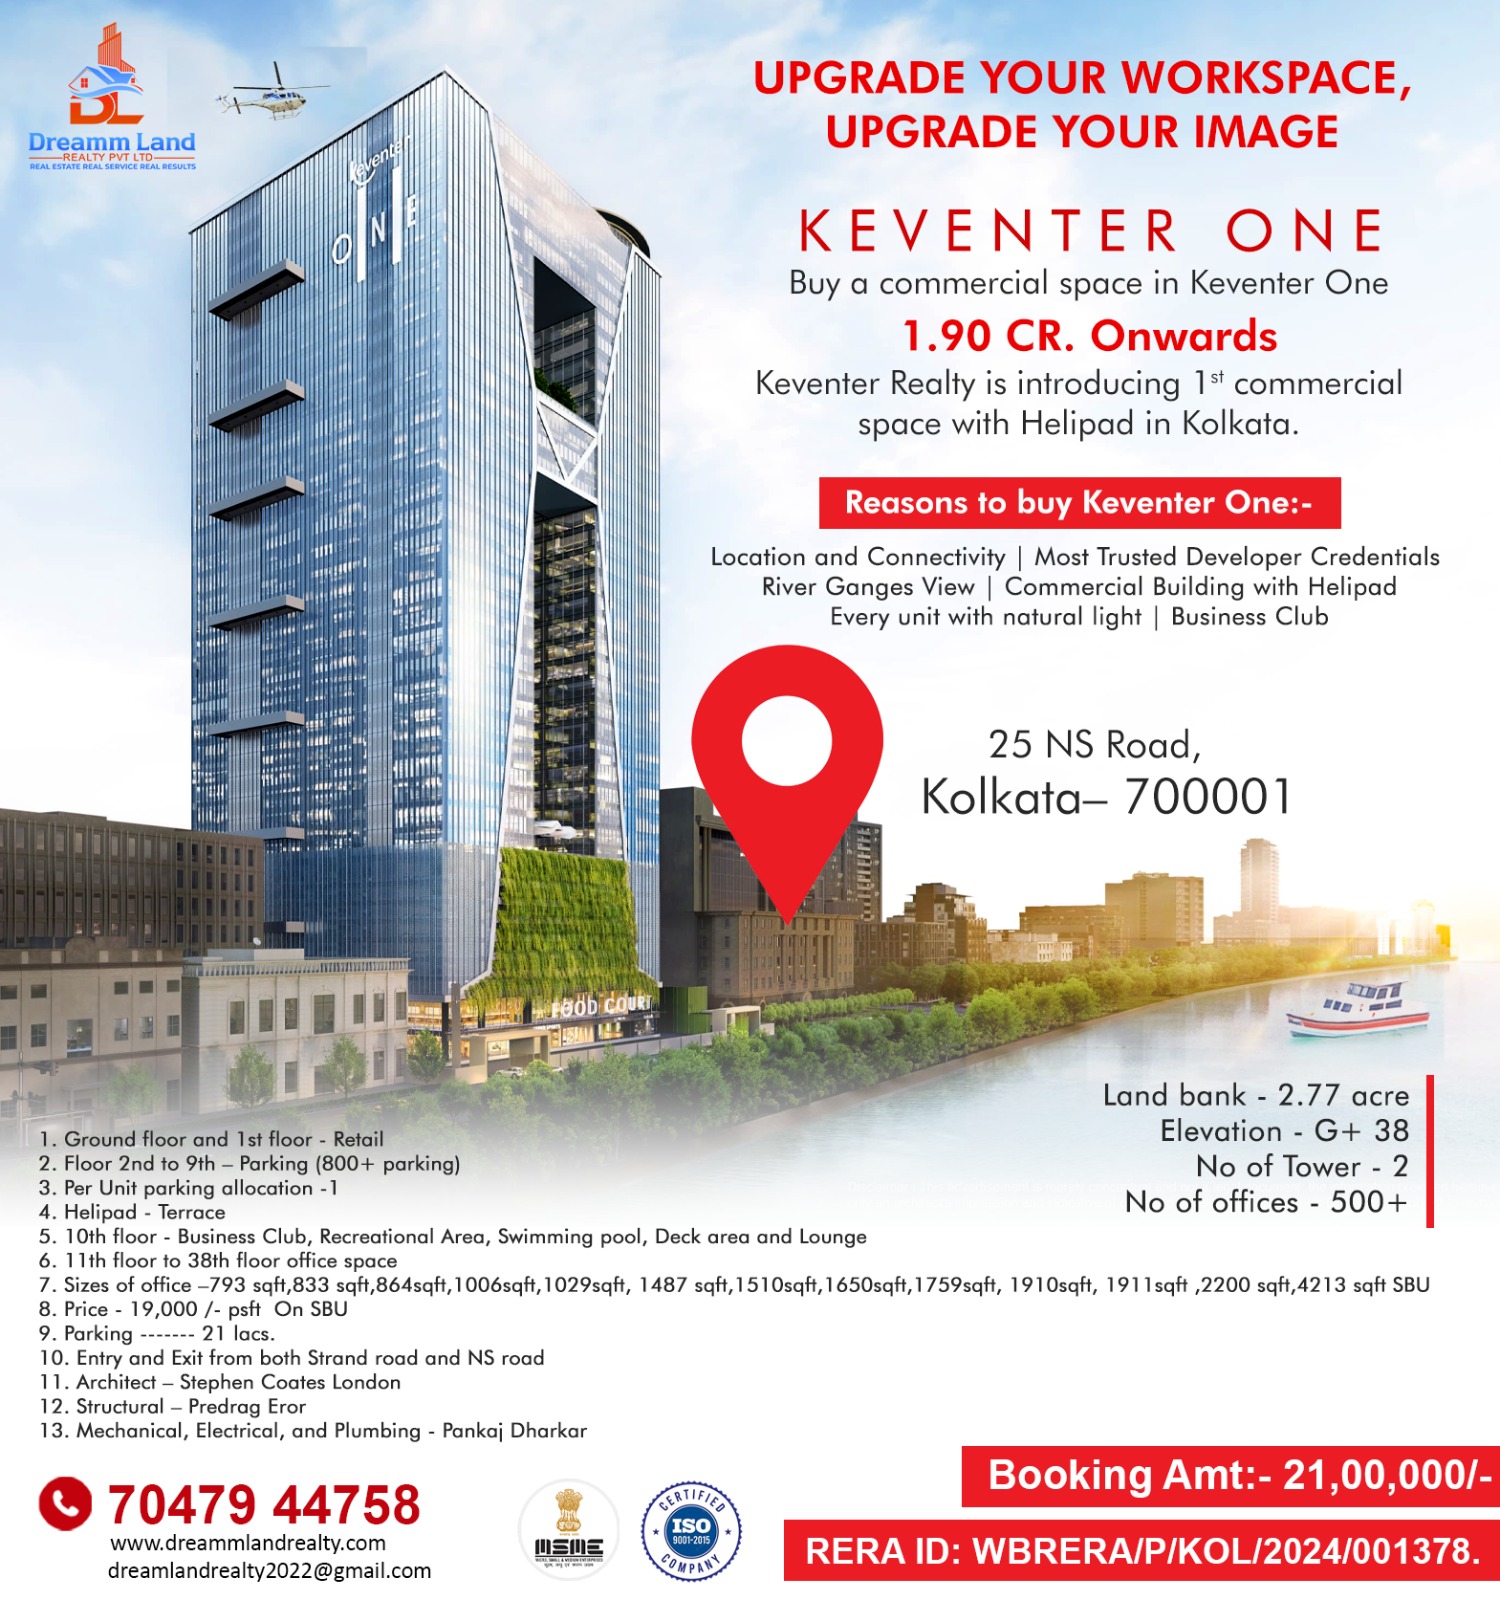 Dreamm Land
REALTY PVT LTD
REAL ESTATE REAL SERVICE REAL RESULTS
keventer
ONE
UPGRADE YOUR WORKSPACE,
UPGRADE YOUR IMAGE
KEVENTER ONE
Buy a commercial space in Keventer One
1.90 CR. Onwards
Keventer Realty is introducing 1st commercial
space with Helipad in Kolkata.
Reasons to buy Keventer One:-
Location and Connectivity | Most Trusted Developer Credentials
River Ganges View | Commercial Building with Helipad
Every unit with natural light | Business Club
25 NS Road,
Kolkata– 700001
FOOD COURT
Land bank - 2.77 acre
Elevation - G+ 38
No of Tower - 2
No of offices - 500+
1. Ground floor and 1st floor - Retail
2. Floor 2nd to 9th – Parking (800+ parking)
3. Per Unit parking allocation -1
4. Helipad - Terrace
5. 10th floor - Business Club, Recreational Area, Swimming pool, Deck area and Lounge
6. 11th floor to 38th floor office space
7. Sizes of office –793 sqft,833 sqft,864sqft,1006sqft,1029sqft, 1487 sqft,1510sqft,1650sqft,1759sqft, 1910sqft, 1911sqft ,2200 sqft,4213 sqft SBU
8. Price - 19,000 /- psft On SBU
9. Parking ------- 21 lacs.
10. Entry and Exit from both Strand road and NS road
11. Architect – Stephen Coates London
12. Structural – Predrag Eror
13. Mechanical, Electrical, and Plumbing - Pankaj Dharkar
70479 44758
www.dreammlandrealty.com
dreamlandrealty2022@gmail.com
MSME
MICRO, SMALL & MEDIUM ENTERPRISES
CERTIFIED
ISO
9001-2015
COMPANY
Booking Amt:- 21,00,000/-
RERA ID: WBRERA/P/KOL/2024/001378.